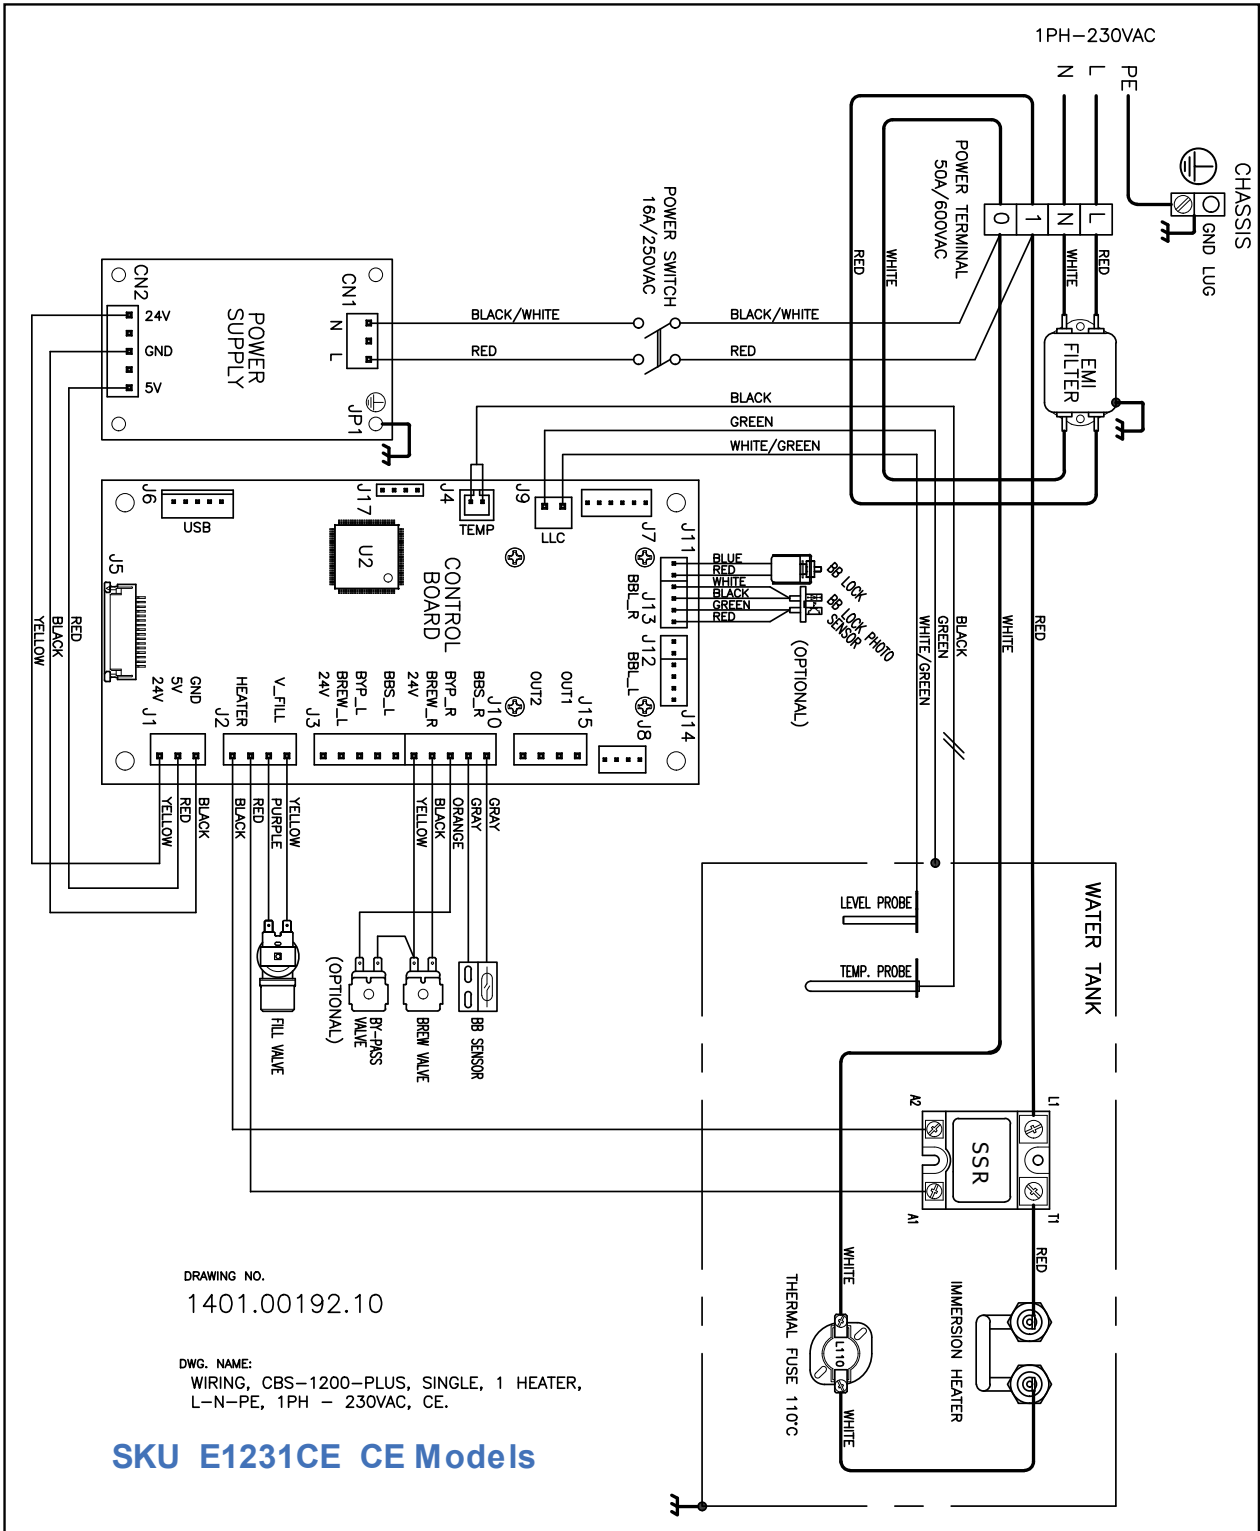 1PH-230VAC
N
L
PE
CHASSIS
GND LUG
POWER TERMINAL
50A/600VAC
0
1
N
L
RED
WHITE
WHITE
RED
EMI
FILTER
POWER SWITCH
16A/250VAC
BLACK/WHITE
BLACK/WHITE
RED
RED
CN2
24V
GND
5V
POWER
SUPPLY
CN1
N
L
JP1
BLACK
GREEN
WHITE/GREEN
J6
USB
J17
J4
TEMP
J9
LLC
J7
J11
U2
J5
CONTROL
BOARD
BBL_R
J13
J12
BBL_L
J14
J8
BLUE
RED
WHITE
BLACK
GREEN
RED
BB LOCK
BB LOCK PHOTO
SENSOR
(OPTIONAL)
WHITE/GREEN
GREEN
BLACK
WHITE
RED
GND
5V
24V
J1
V_FILL
HEATER
J2
BBS_L
BYP_L
BREW_L
24V
J3
BBS_R
BYP_R
BREW_R
24V
J10
OUT1
OUT2
J15
RED
BLACK
YELLOW
YELLOW
RED
BLACK
BLACK
RED
PURPLE
YELLOW
YELLOW
BLACK
ORANGE
GRAY
GRAY
FILL VALVE
BY-PASS
VALVE
(OPTIONAL)
BREW VALVE
BB SENSOR
WATER TANK
LEVEL PROBE
TEMP. PROBE
A2
L1
SSR
A1
T1
WHITE
RED
THERMAL FUSE 110°C
L110
IMMERSION HEATER
WHITE
DRAWING NO.
1401.00192.10
DWG. NAME:
WIRING, CBS-1200-PLUS, SINGLE, 1 HEATER,
L-N-PE, 1PH - 230VAC, CE.
SKU E1231CE CE Models